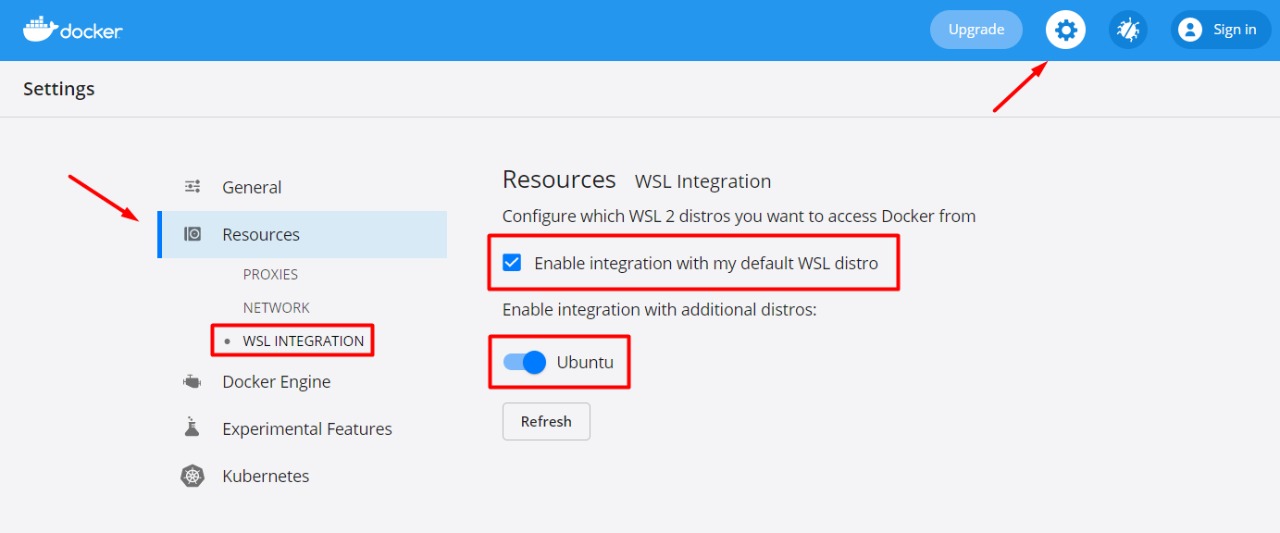 docker
Upgrade
Sign in
Settings
General
Resources
PROXIES
NETWORK
WSL INTEGRATION
Docker Engine
Experimental Features
Kubernetes
Resources WSL Integration
Configure which WSL 2 distros you want to access Docker from
Enable integration with my default WSL distro
Enable integration with additional distros:
Ubuntu
Refresh